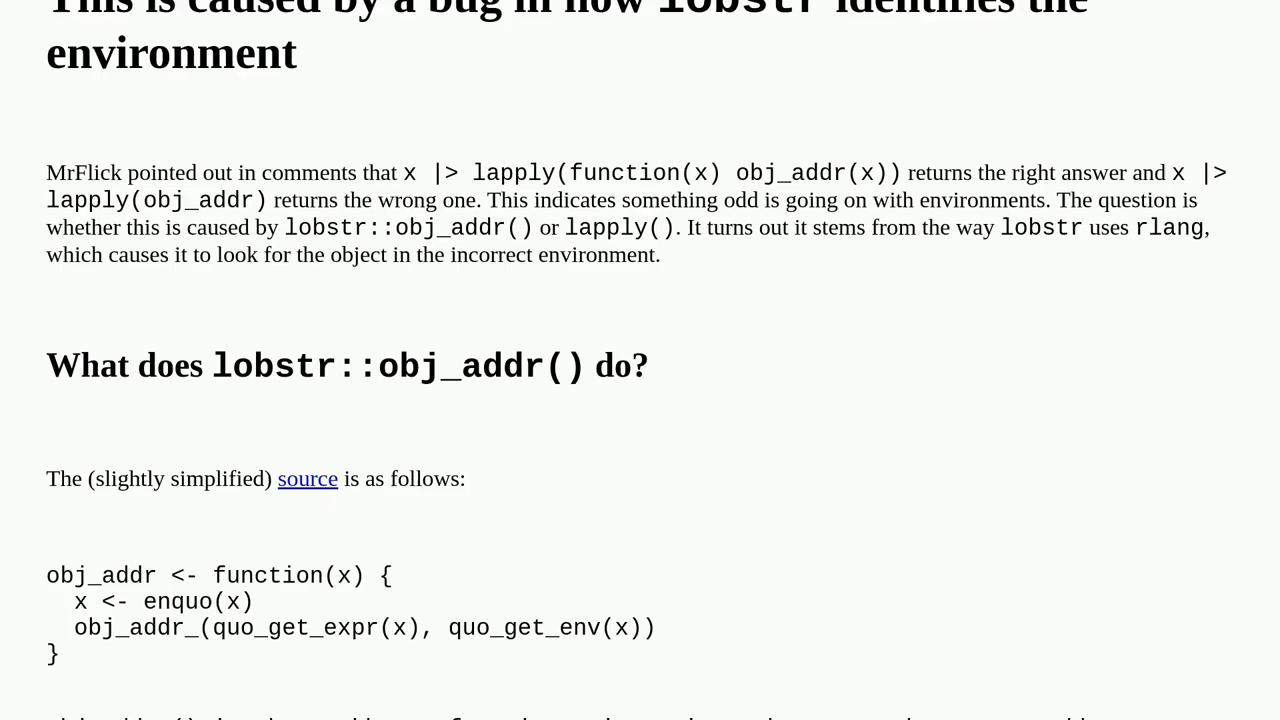 This is caused by a bug in how lobstr identifies the
environment
MrFlick pointed out in comments that x |> lapply(function(x) obj_addr(x)) returns the right answer and x |>
lapply(obj_addr) returns the wrong one. This indicates something odd is going on with environments. The question is
whether this is caused by lobstr::obj_addr() or lapply(). It turns out it stems from the way lobstr uses rlang,
which causes it to look for the object in the incorrect environment.
What does lobstr::obj_addr() do?
The (slightly simplified) source is as follows:
obj_addr <- function(x) {
  x <- enquo(x)
  obj_addr_(quo_get_expr(x), quo_get_env(x))
}